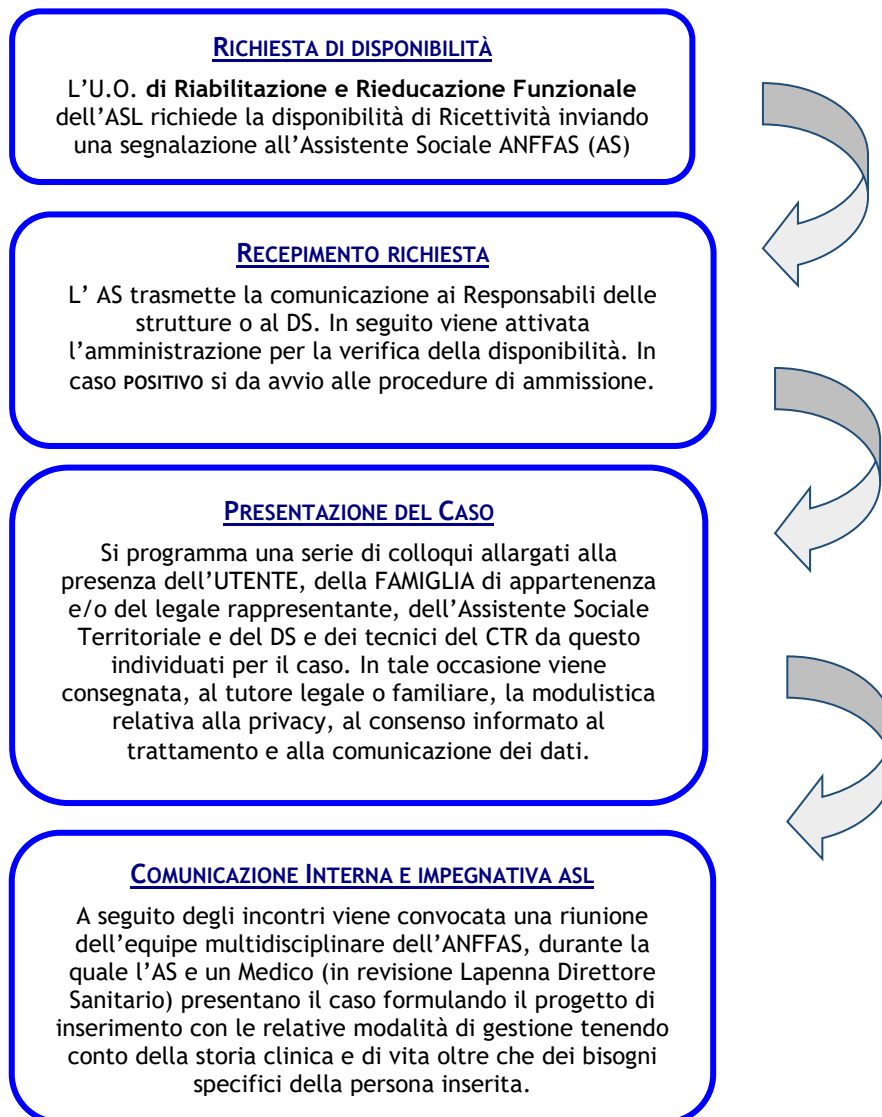 RICHIESTA DI DISPONIBILITÀ
L'U.O. di Riabilitazione e Rieducazione Funzionale
dell'ASL richiede la disponibilità di Ricettività inviando
una segnalazione all'Assistente Sociale ANFFAS (AS)
RECEPIMENTO RICHIESTA
L' AS trasmette la comunicazione ai Responsabili delle
strutture o al DS. In seguito viene attivata
l'amministrazione per la verifica della disponibilità. In
caso POSITIVO si da avvio alle procedure di ammissione.
PRESENTAZIONE DEL CASO
Si programma una serie di colloqui allargati alla
presenza dell'UTENTE, della FAMIGLIA di appartenenza
e/o del legale rappresentante, dell'Assistente Sociale
Territoriale e del DS e dei tecnici del CTR da questo
individuati per il caso. In tale occasione viene
consegnata, al tutore legale o familiare, la modulistica
relativa alla privacy, al consenso informato al
trattamento e alla comunicazione dei dati.
COMUNICAZIONE INTERNA E IMPEGNATIVA ASL
A seguito degli incontri viene convocata una riunione
dell'equipe multidisciplinare dell'ANFFAS, durante la
quale l'AS e un Medico (in revisione Lapenna Direttore
Sanitario) presentano il caso formulando il progetto di
inserimento con le relative modalità di gestione tenendo
conto della storia clinica e di vita oltre che dei bisogni
specifici della persona inserita.